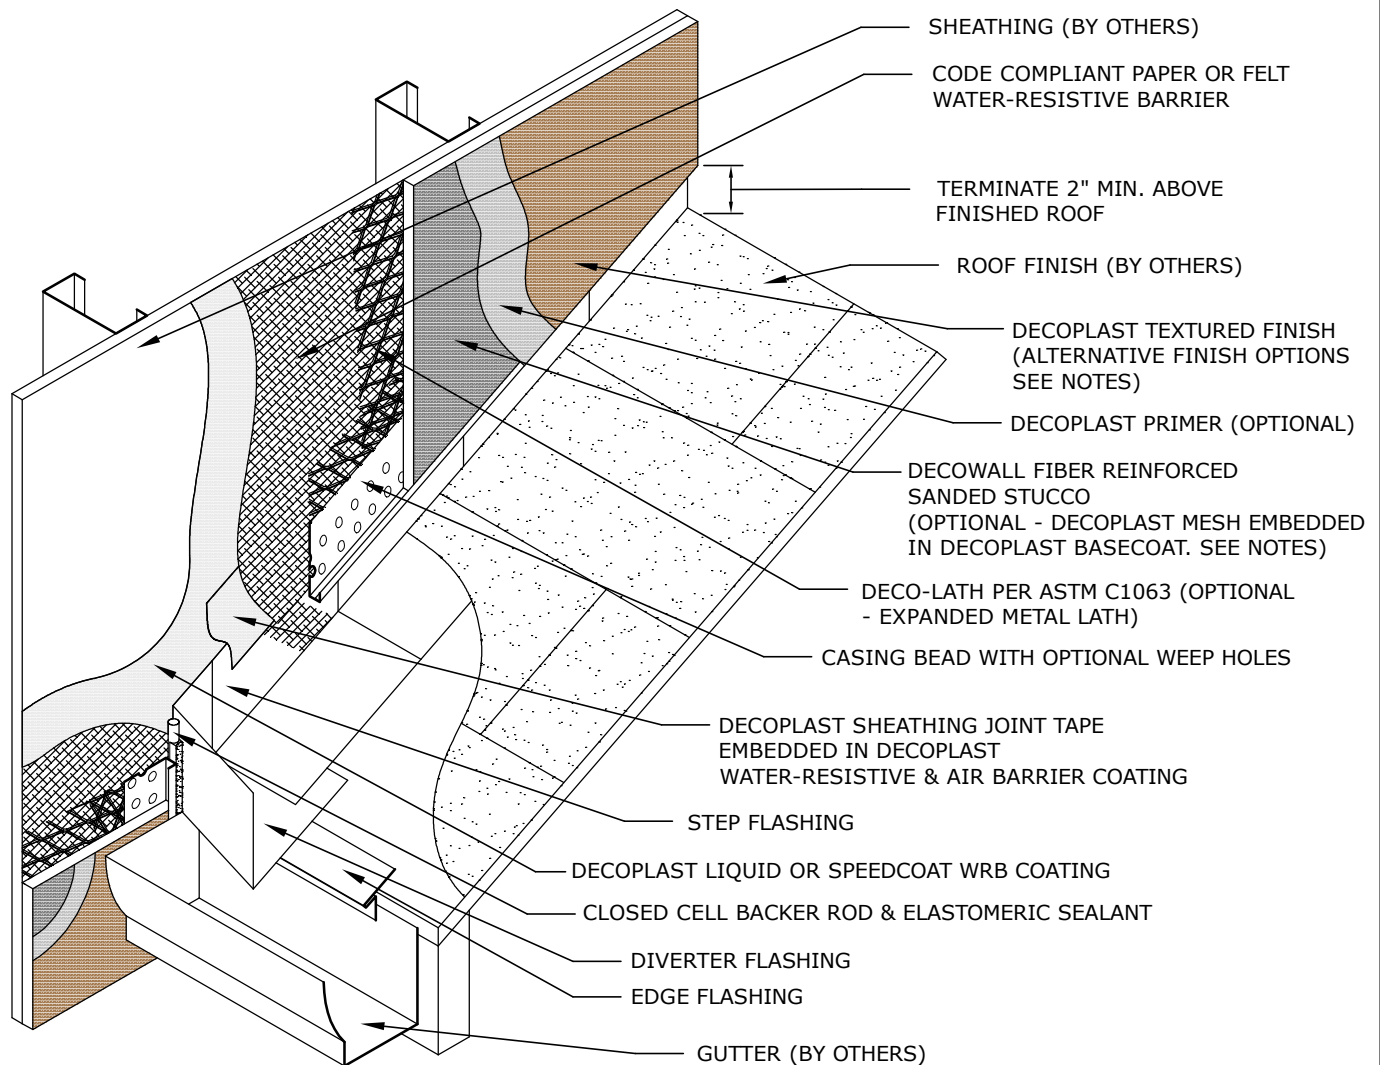 SHEATHING (BY OTHERS)
CODE COMPLIANT PAPER OR FELT
WATER-RESISTIVE BARRIER
TERMINATE 2" MIN. ABOVE
FINISHED ROOF
ROOF FINISH (BY OTHERS)
DECOPLAST TEXTURED FINISH
(ALTERNATIVE FINISH OPTIONS
SEE NOTES)
DECOPLAST PRIMER (OPTIONAL)
DECOWALL FIBER REINFORCED
SANDED STUCCO
(OPTIONAL - DECOPLAST MESH EMBEDDED
IN DECOPLAST BASECOAT. SEE NOTES)
DECO-LATH PER ASTM C1063 (OPTIONAL
- EXPANDED METAL LATH)
CASING BEAD WITH OPTIONAL WEEP HOLES
DECOPLAST SHEATHING JOINT TAPE
EMBEDDED IN DECOPLAST
WATER-RESISTIVE & AIR BARRIER COATING
STEP FLASHING
DECOPLAST LIQUID OR SPEEDCOAT WRB COATING
CLOSED CELL BACKER ROD & ELASTOMERIC SEALANT
DIVERTER FLASHING
EDGE FLASHING
GUTTER (BY OTHERS)